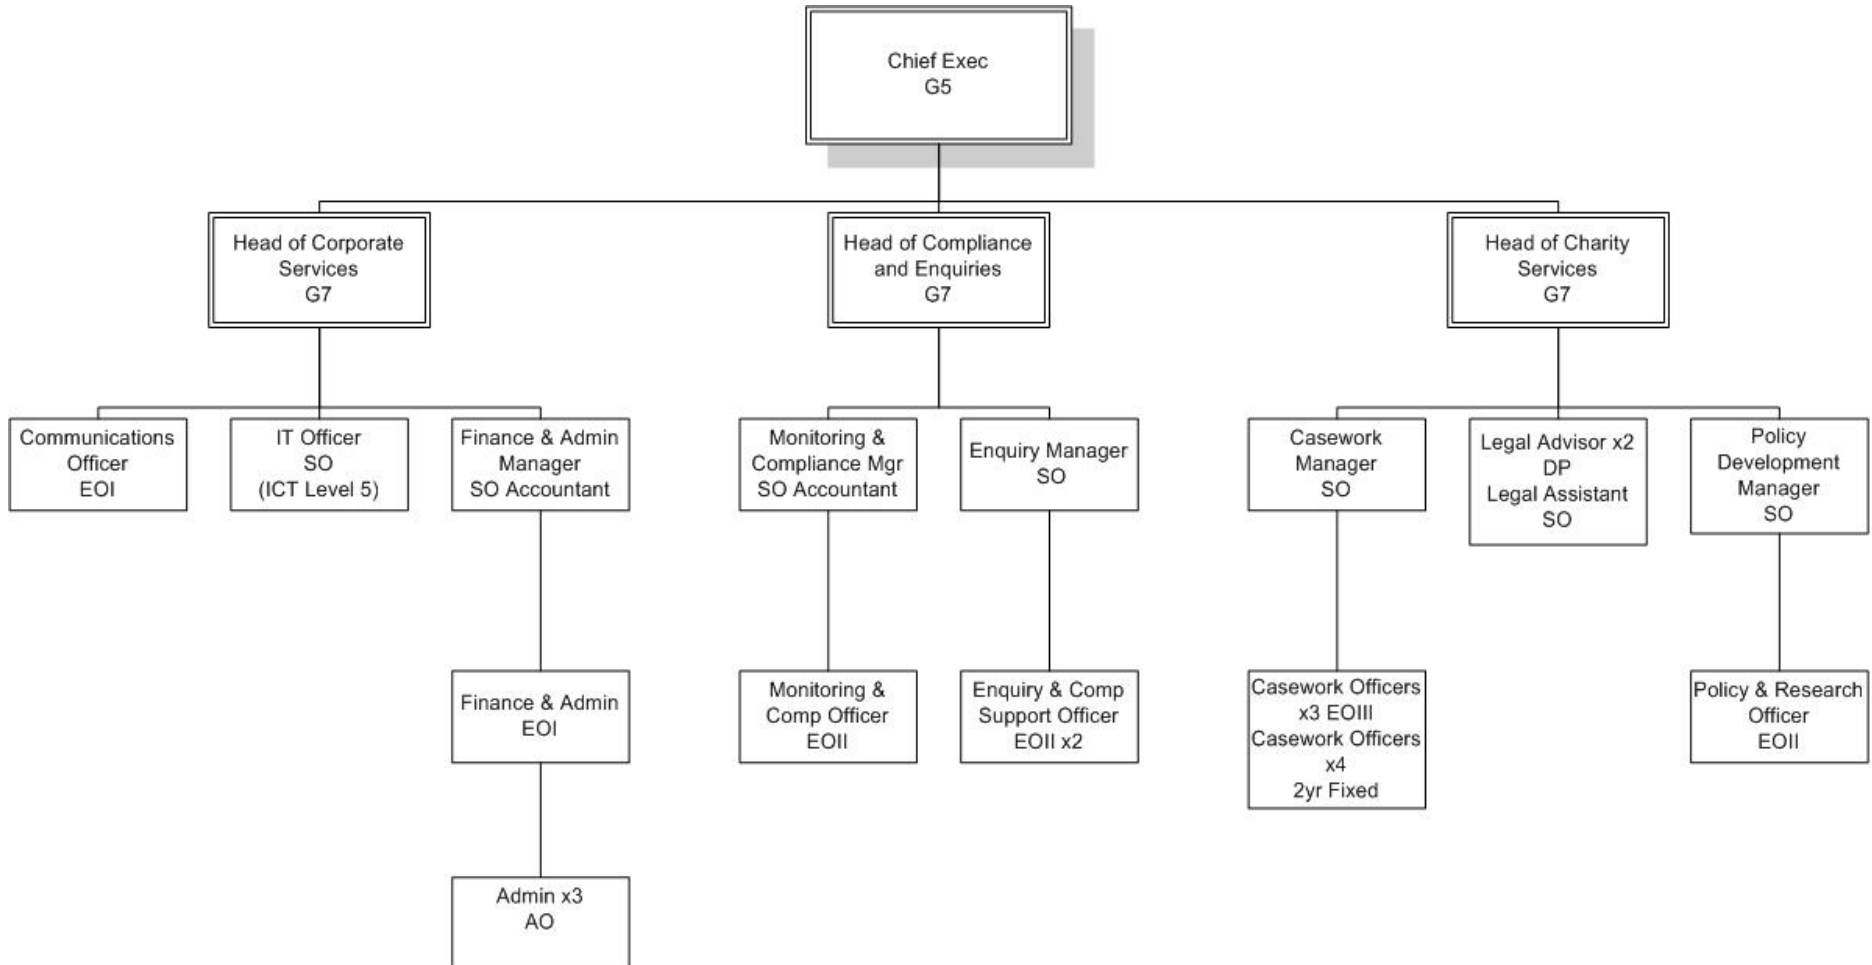 Chief Exec
G5
Head of Corporate
Services
G7
Head of Compliance
and Enquiries
G7
Head of Charity
Services
G7
Communications
Officer
EOI
IT Officer
SO
(ICT Level 5)
Finance & Admin
Manager
SO Accountant
Monitoring &
Compliance Mgr
SO Accountant
Enquiry Manager
SO
Casework
Manager
SO
Legal Advisor x2
DP
Legal Assistant
SO
Policy
Development
Manager
SO
Finance & Admin
EOI
Monitoring &
Comp Officer
EOII
Enquiry & Comp
Support Officer
EOII x2
Casework Officers
x3 EOIII
Casework Officers
x4
2yr Fixed
Policy & Research
Officer
EOII
Admin x3
AO